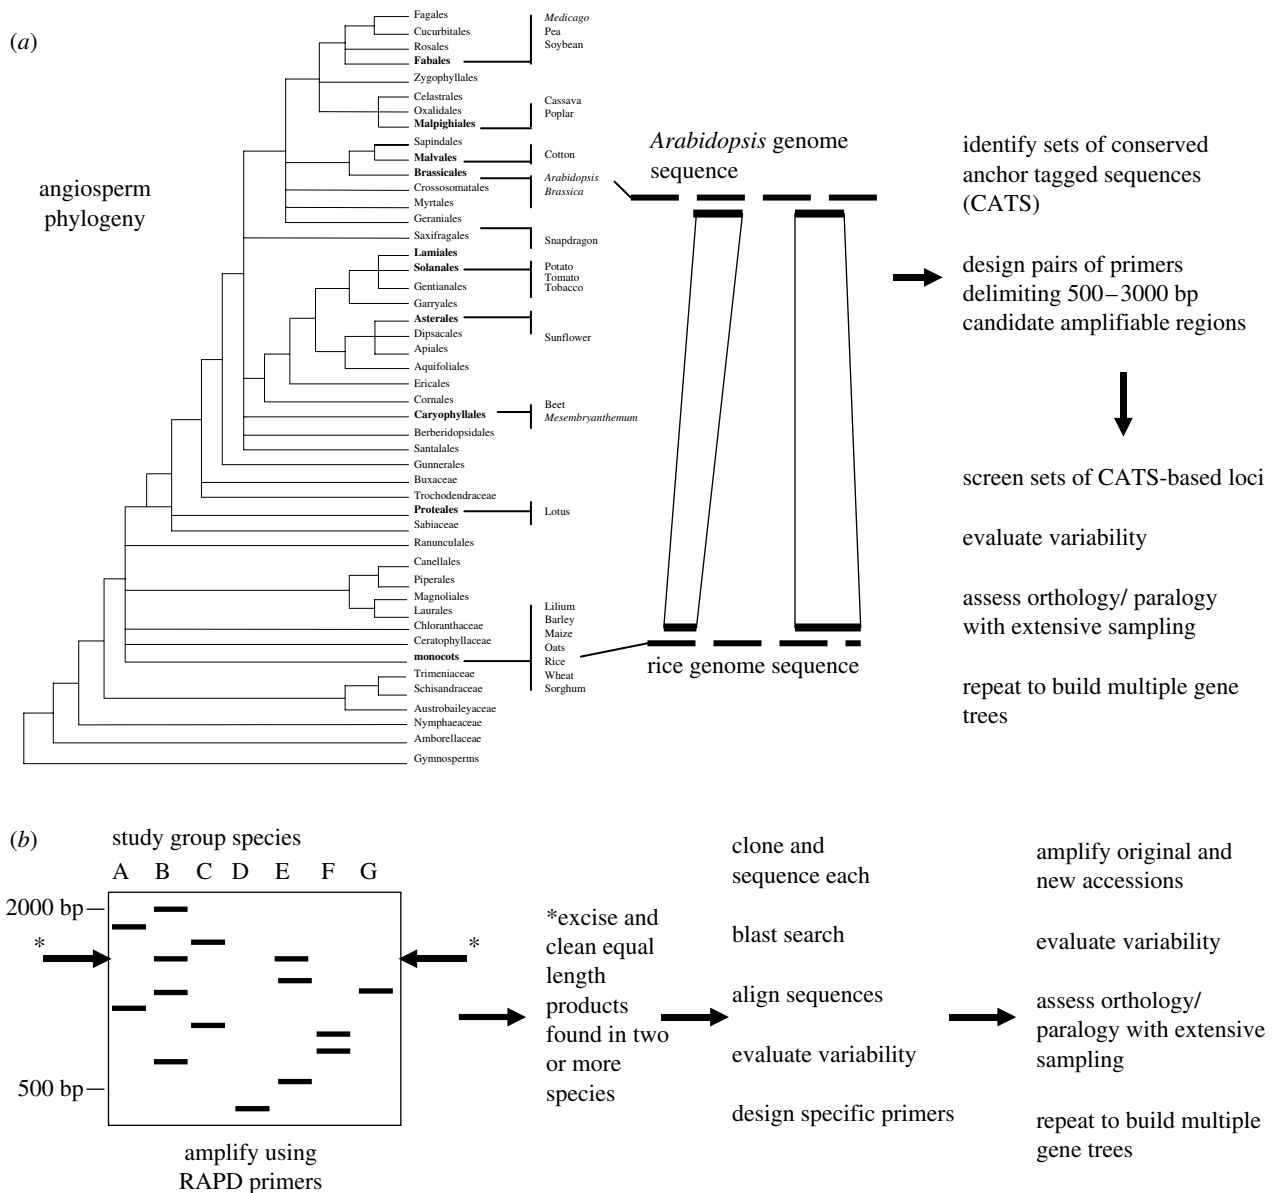 (a)
angiosperm
phylogeny
Fagales
Cucurbitales
Rosales
Fabales
Zygophyllales
Celastrales
Oxalidales
Malpighiales
Sapindales
Malvales
Brassicales
Crossosomatales
Myrtales
Geraniales
Saxifragales
Lamiales
Solanales
Gentianales
Garryales
Asterales
Dipsacales
Apiales
Aquifoliales
Ericales
Cornales
Caryophyllales
Berberidopsidales
Santalales
Gunnerales
Buxaceae
Trochodendraceae
Proteales
Sabiaceae
Ranunculales
Canellales
Piperales
Magnoliales
Laurales
Chloranthaceae
Ceratophyllaceae
monocots
Trimeniaceae
Schisandraceae
Austrobaileyaceae
Nymphaeaceae
Amborellaceae
Gymnosperms
Medicago
Pea
Soybean
Cassava
Poplar
Cotton
Arabidopsis
Brassica
Snapdragon
Potato
Tomato
Tobacco
Sunflower
Beet
Mesembryanthemum
Lotus
Lilium
Barley
Maize
Oats
Rice
Wheat
Sorghum
Arabidopsis genome
sequence
rice genome sequence
identify sets of conserved
anchor tagged sequences
(CATS)
design pairs of primers
delimiting 500–3000 bp
candidate amplifiable regions
screen sets of CATS-based loci
evaluate variability
assess orthology/ paralogy
with extensive sampling
repeat to build multiple gene
trees
(b)
study group species
A B C D E F G
2000 bp
* *
500 bp
amplify using
RAPD primers
*excise and
clean equal
length
products
found in two
or more
species
clone and
sequence each
blast search
align sequences
evaluate variability
design specific primers
amplify original and
new accessions
evaluate variability
assess orthology/
paralogy with extensive
sampling
repeat to build multiple
gene trees